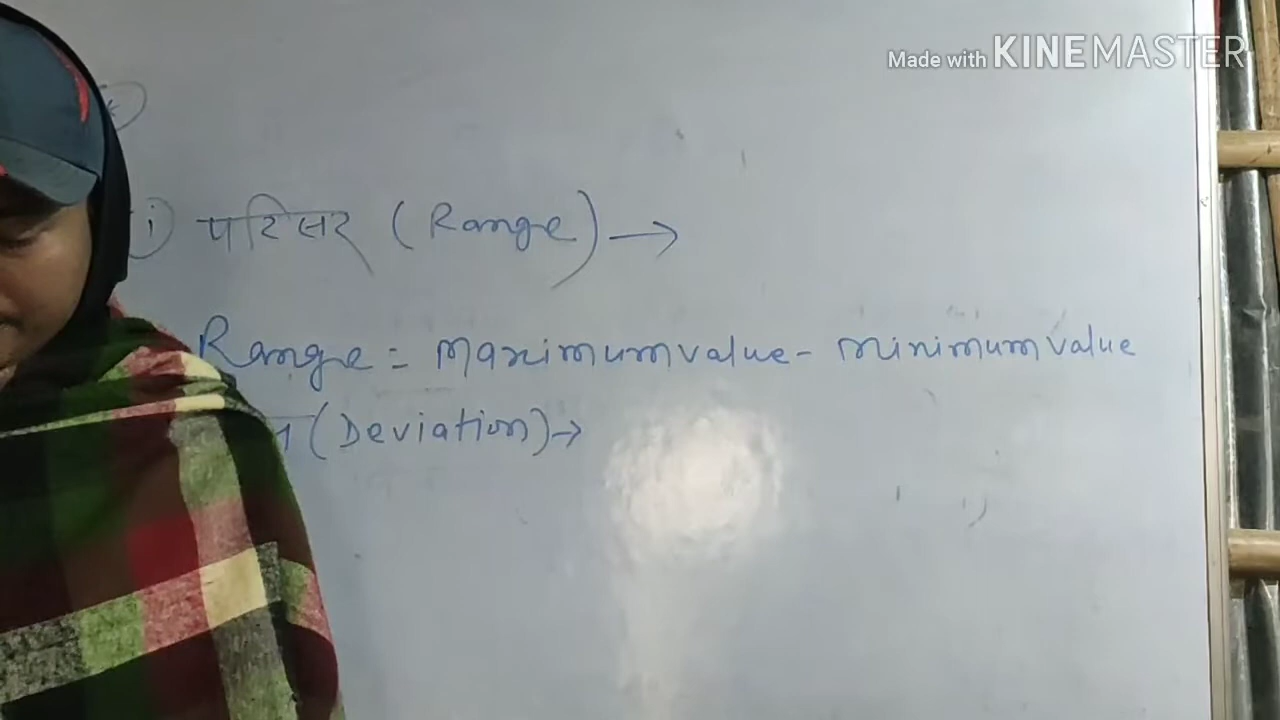 Made with KINEMASTER
i) परिसर (Range) →
Range = maximum value - minimum value
(Deviation) →